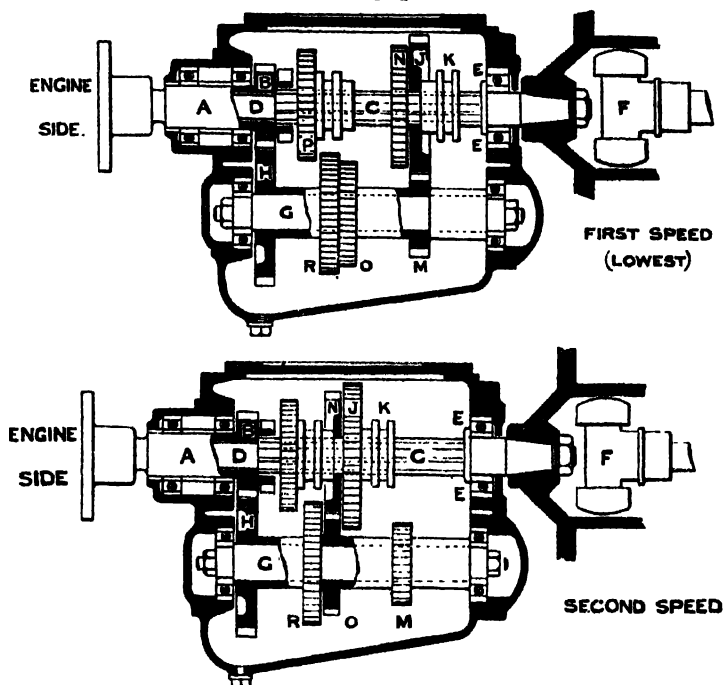 ENGINE
SIDE.
A
B
D
P
C
N
J
K
E
E
F
H
G
R
O
M
FIRST SPEED
(LOWEST)
ENGINE
SIDE
A
B
D
N
J
K
C
E
E
F
H
G
R
O
M
SECOND SPEED